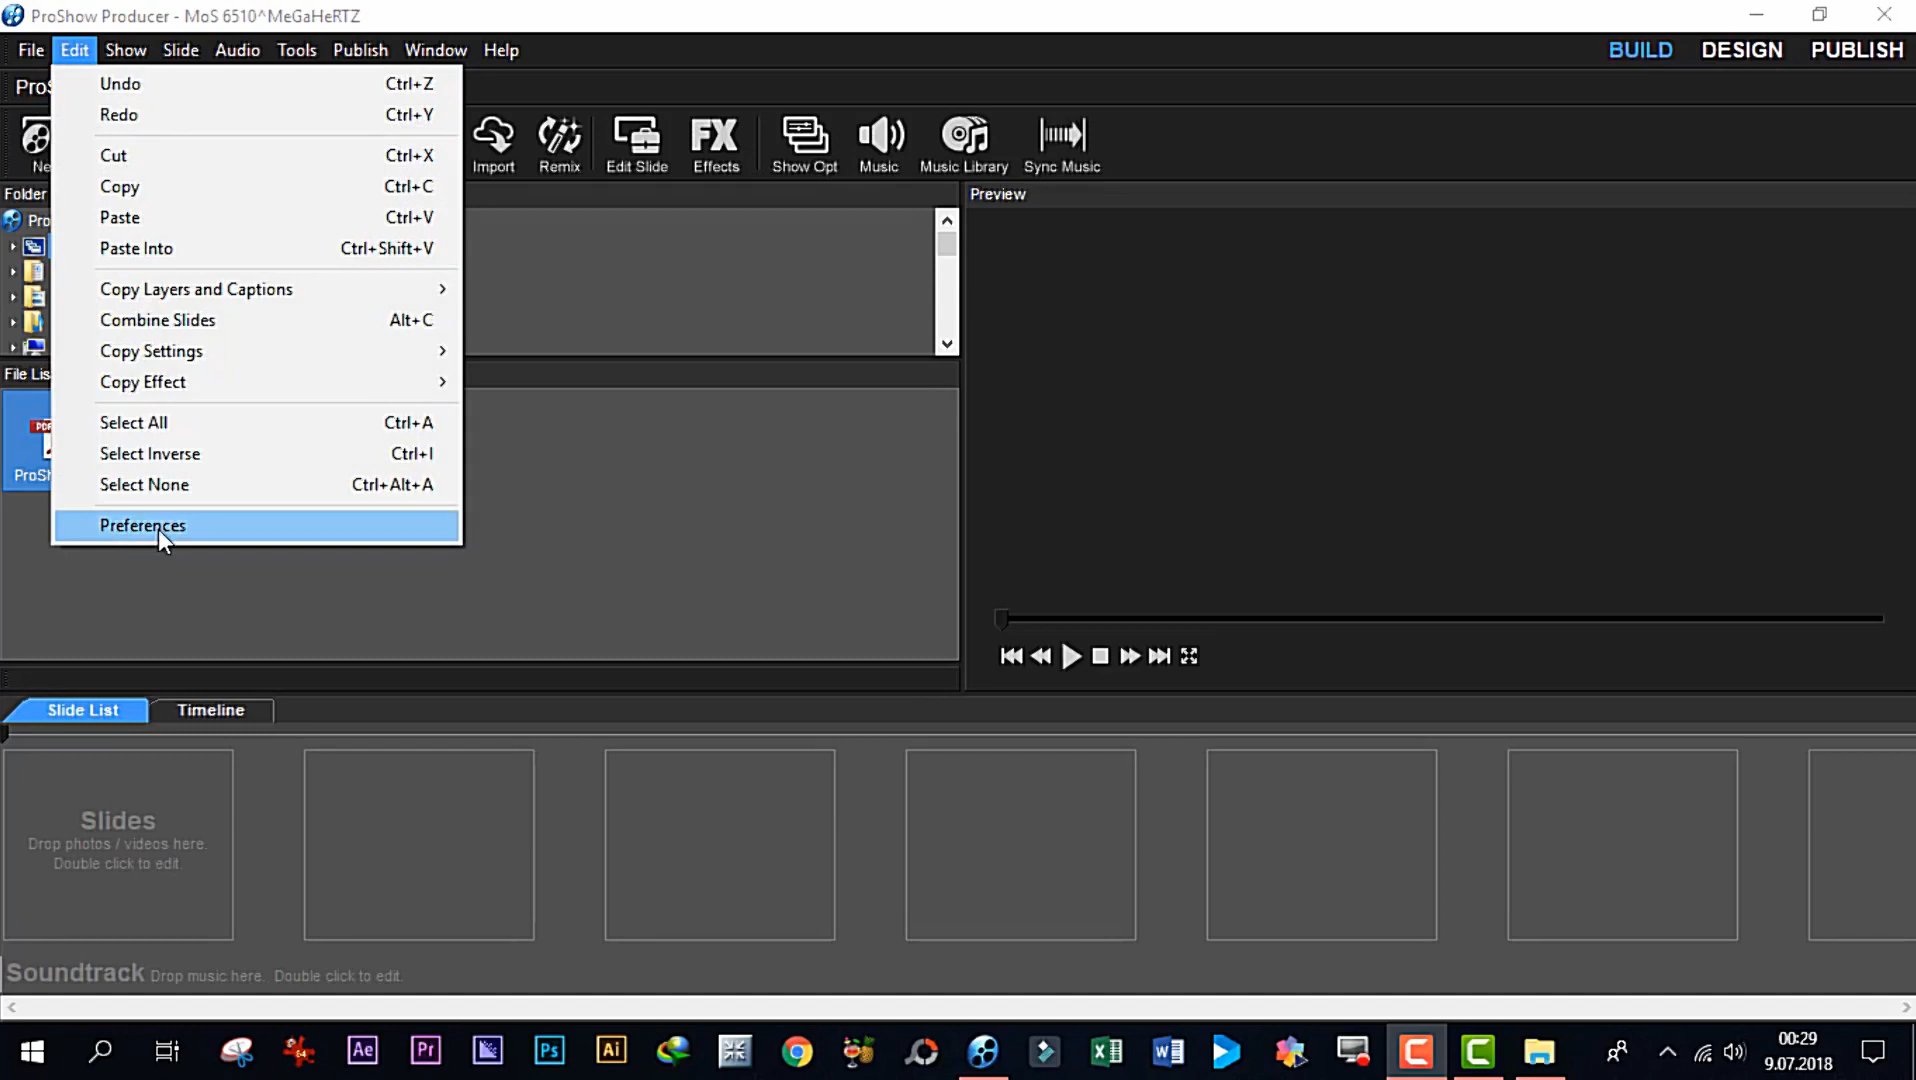 ProShow Producer - MoS 6510^MeGaHeRTZ
File Edit Show Slide Audio Tools Publish Window Help
BUILD DESIGN PUBLISH
Undo Ctrl+Z
Redo Ctrl+Y
Cut Ctrl+X
Copy Ctrl+C
Paste Ctrl+V
Paste Into Ctrl+Shift+V
Copy Layers and Captions
Combine Slides Alt+C
Copy Settings
Copy Effect
Select All Ctrl+A
Select Inverse Ctrl+I
Select None Ctrl+Alt+A
Preferences
Import Remix Edit Slide Effects Show Opt Music Music Library Sync Music
FX
Folder
Preview
Pro
File Lis
PDF
ProSh
Slide List Timeline
Slides
Drop photos / videos here.
Double click to edit.
Soundtrack Drop music here. Double click to edit.
Ae Pr Ps Ai
00:29
9.07.2018